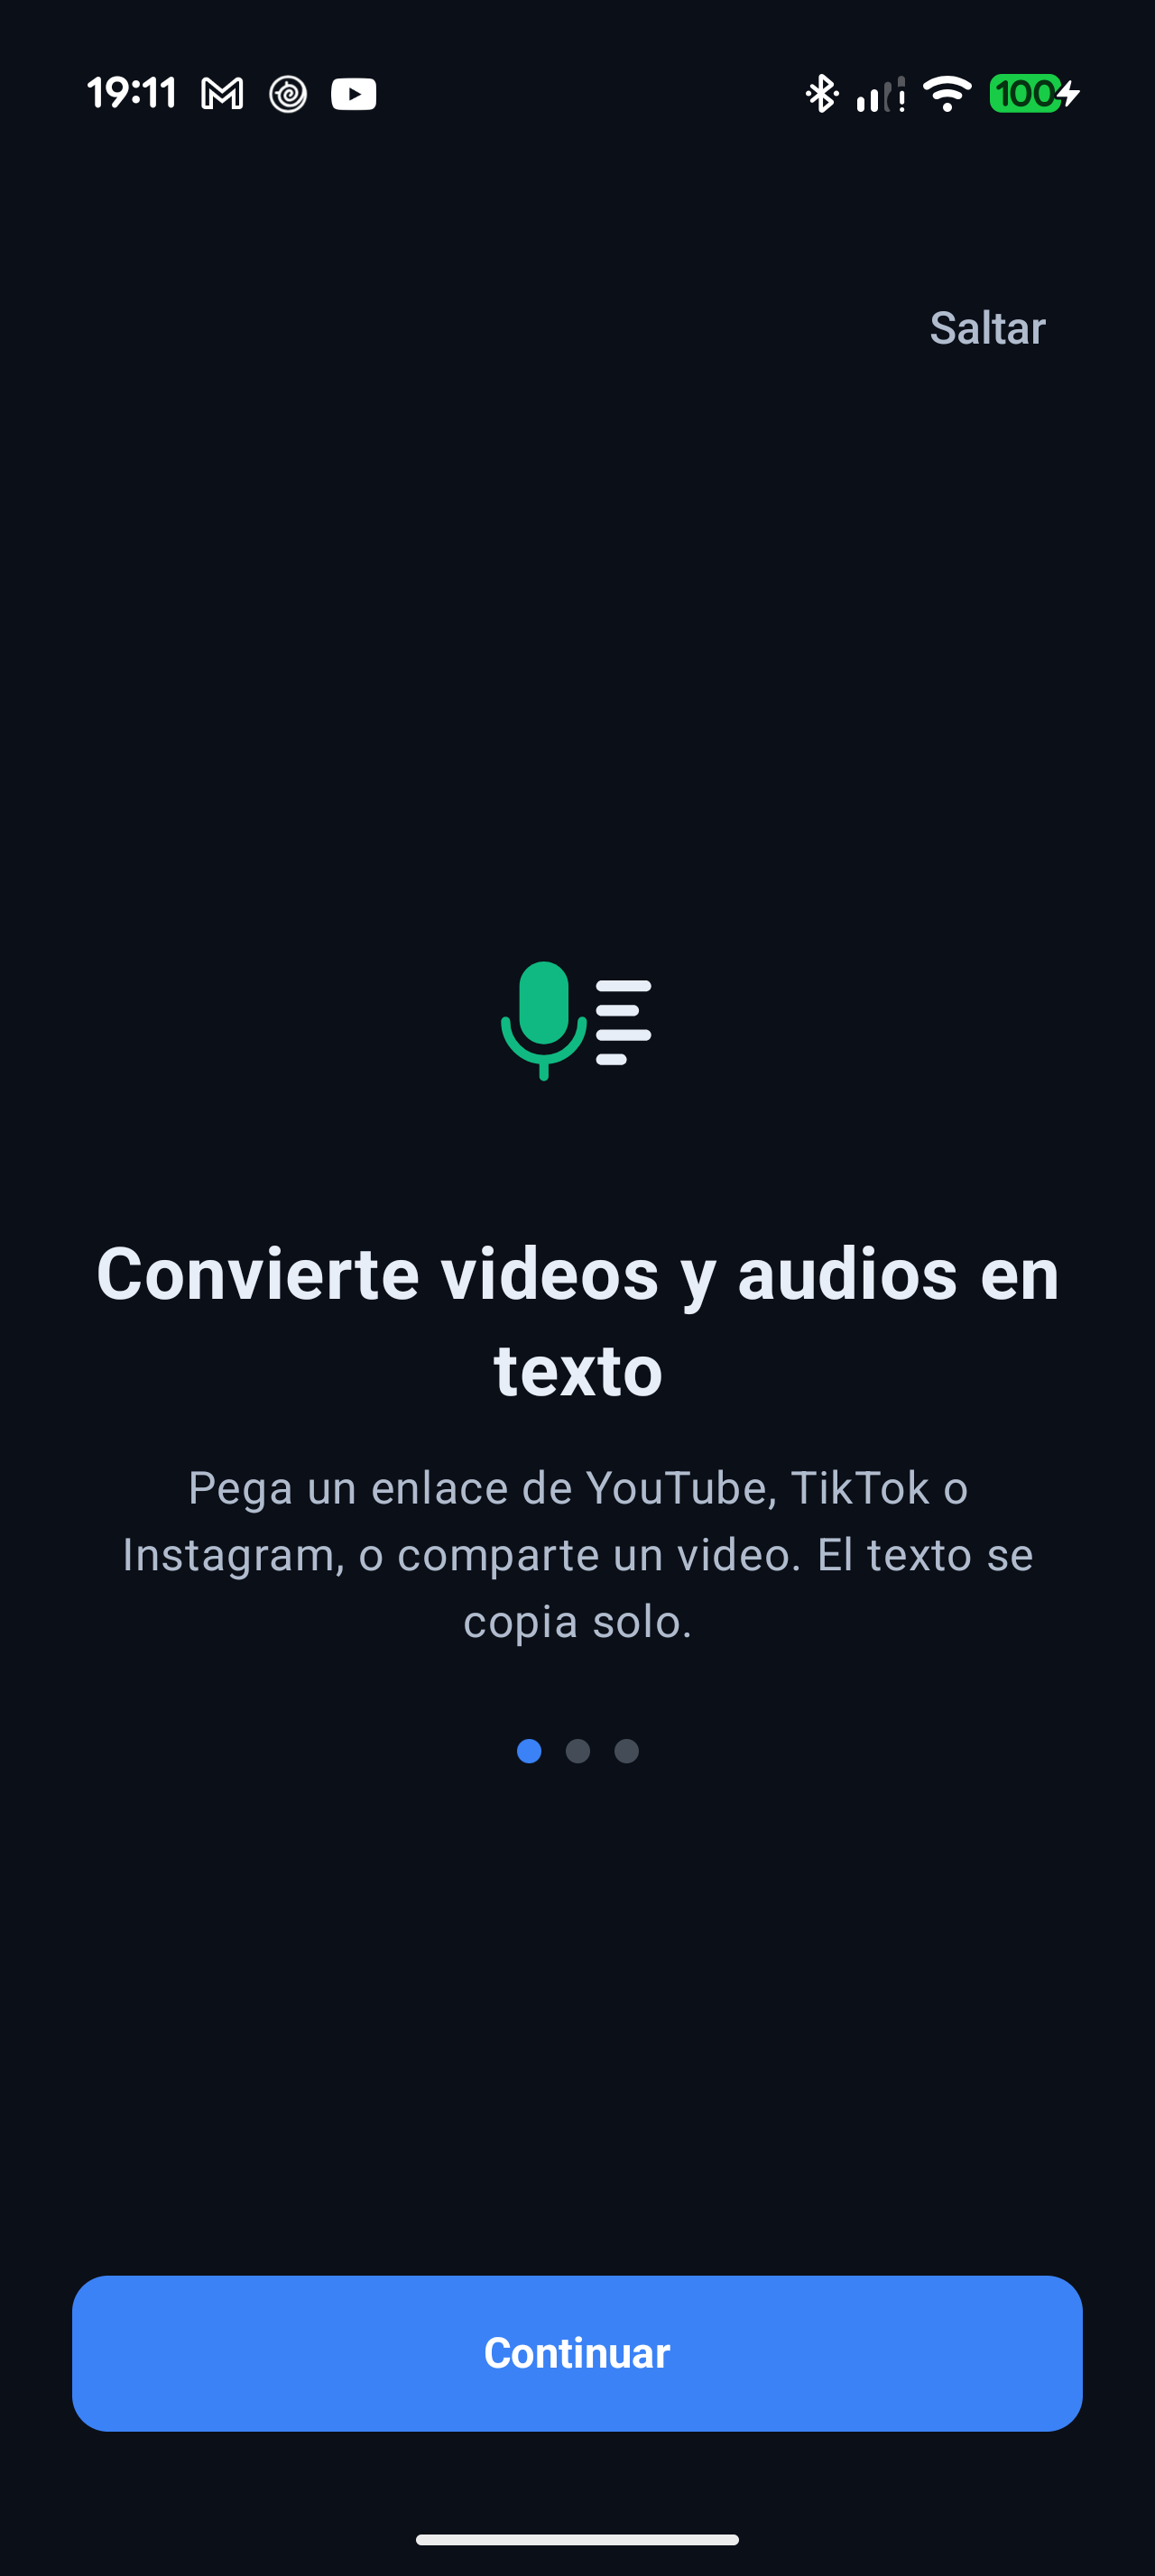 19:11
100
Saltar
Convierte videos y audios en
texto
Pega un enlace de YouTube, TikTok o
Instagram, o comparte un video. El texto se
copia solo.
Continuar